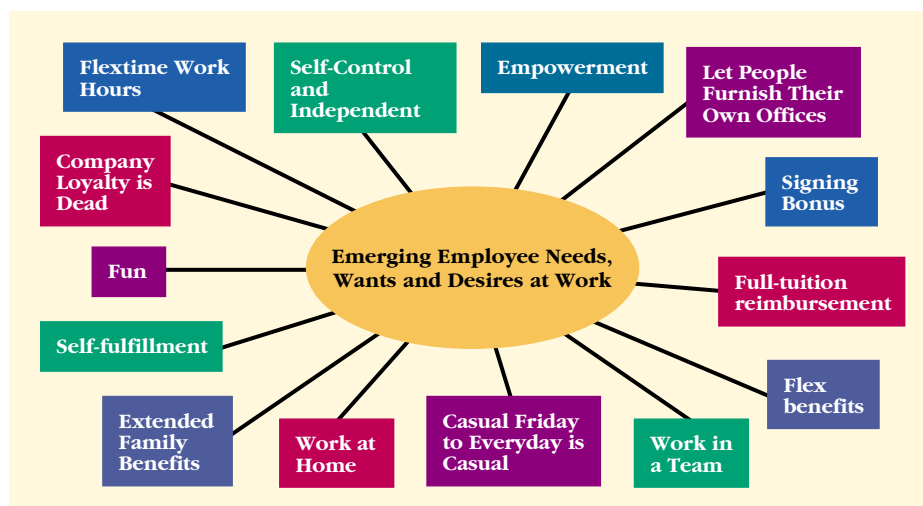 Flextime Work
Hours
Self-Control
and
Independent
Empowerment
Let People
Furnish Their
Own Offices
Company
Loyalty is
Dead
Signing
Bonus
Emerging Employee Needs,
Wants and Desires at Work
Fun
Full-tuition
reimbursement
Self-fulfillment
Flex
benefits
Extended
Family
Benefits
Work at
Home
Casual Friday
to Everyday is
Casual
Work in
a Team